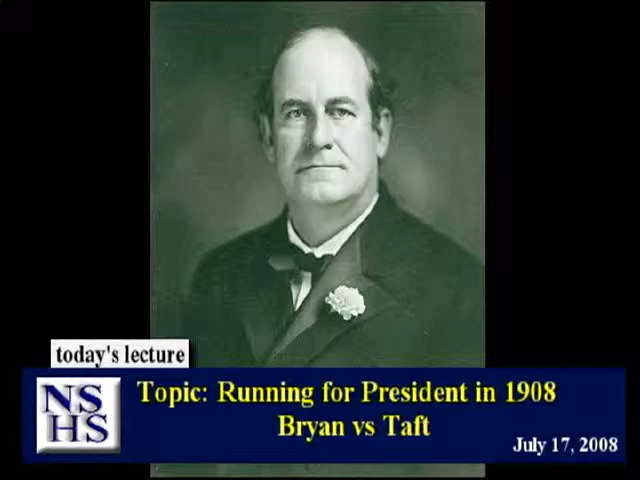 today's lecture
NS
HS
Topic: Running for President in 1908
Bryan vs Taft
July 17, 2008